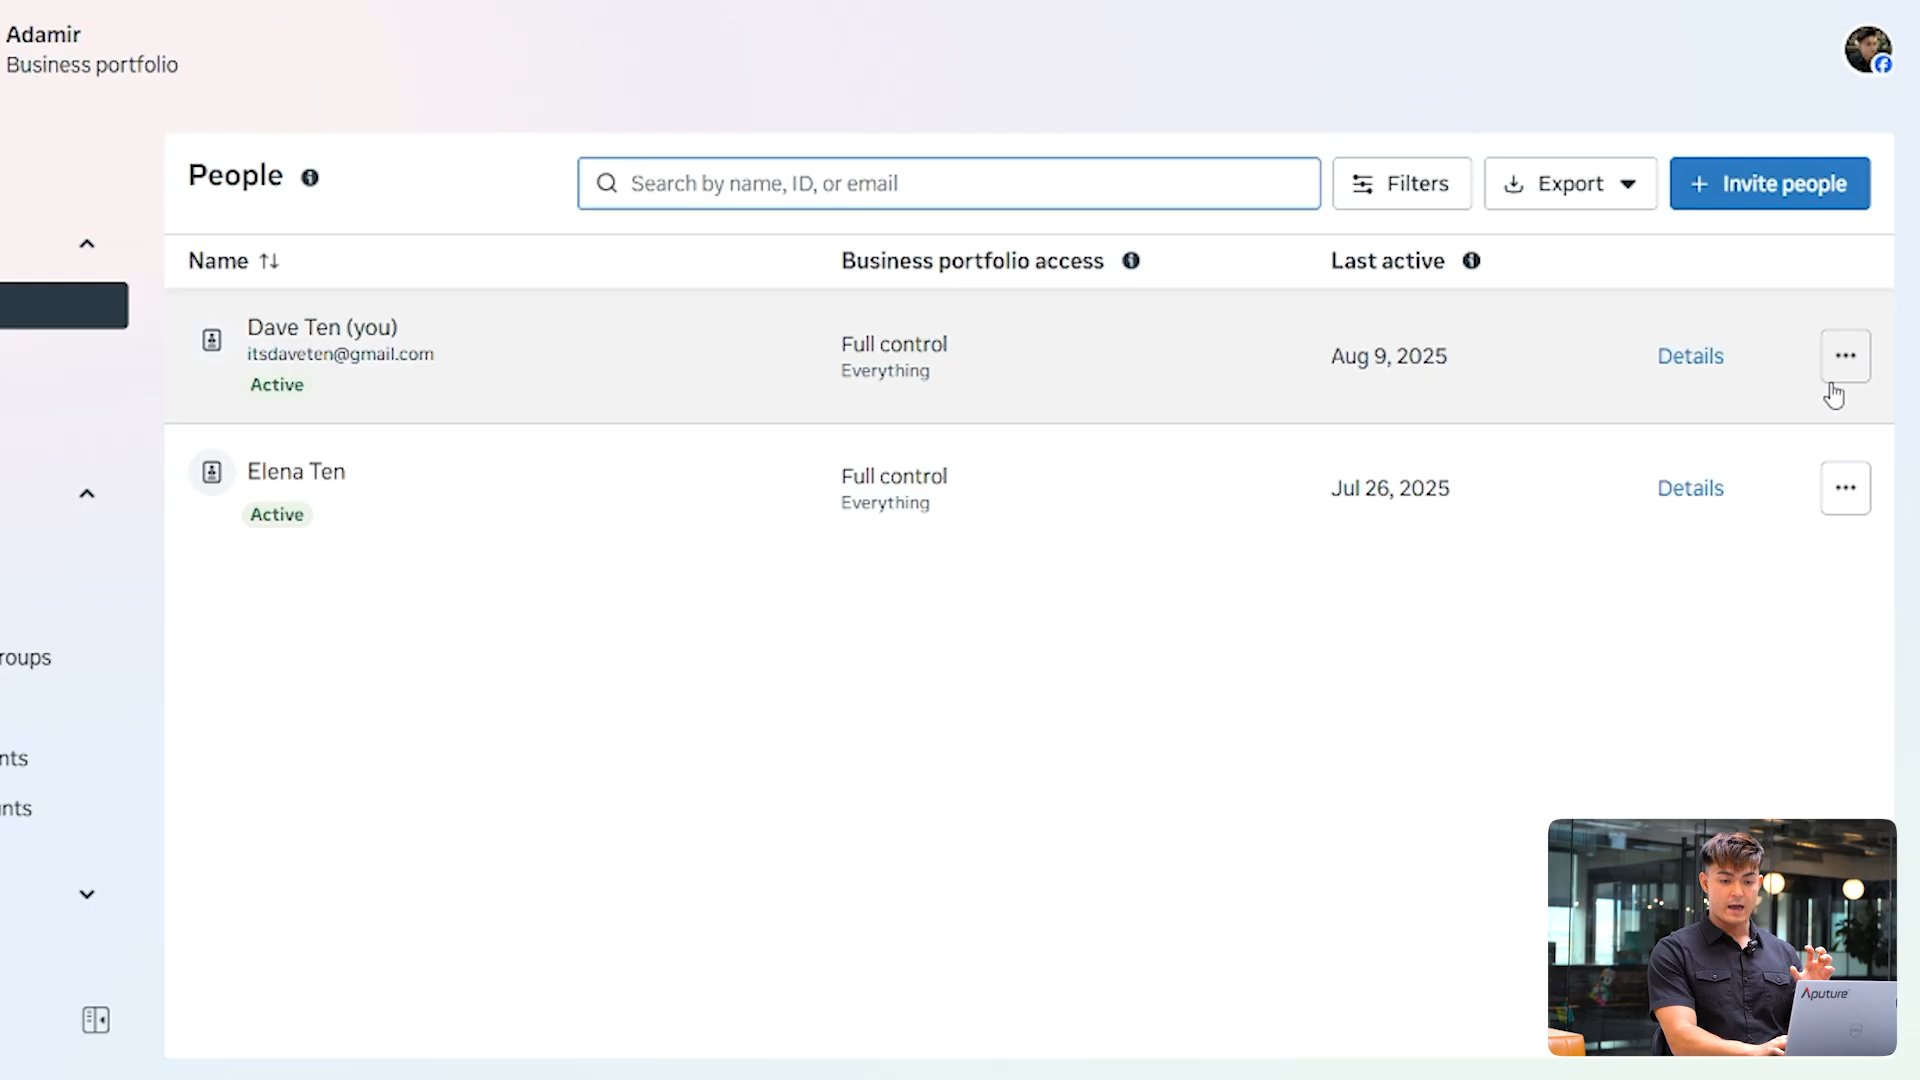 Adamir
Business portfolio
People
Search by name, ID, or email
Filters
Export
+ Invite people
Name
Business portfolio access
Last active
Dave Ten (you)
itsdaveten@gmail.com
Active
Full control
Everything
Aug 9, 2025
Details
Elena Ten
Active
Full control
Everything
Jul 26, 2025
Details
roups
nts
nts
Aputure